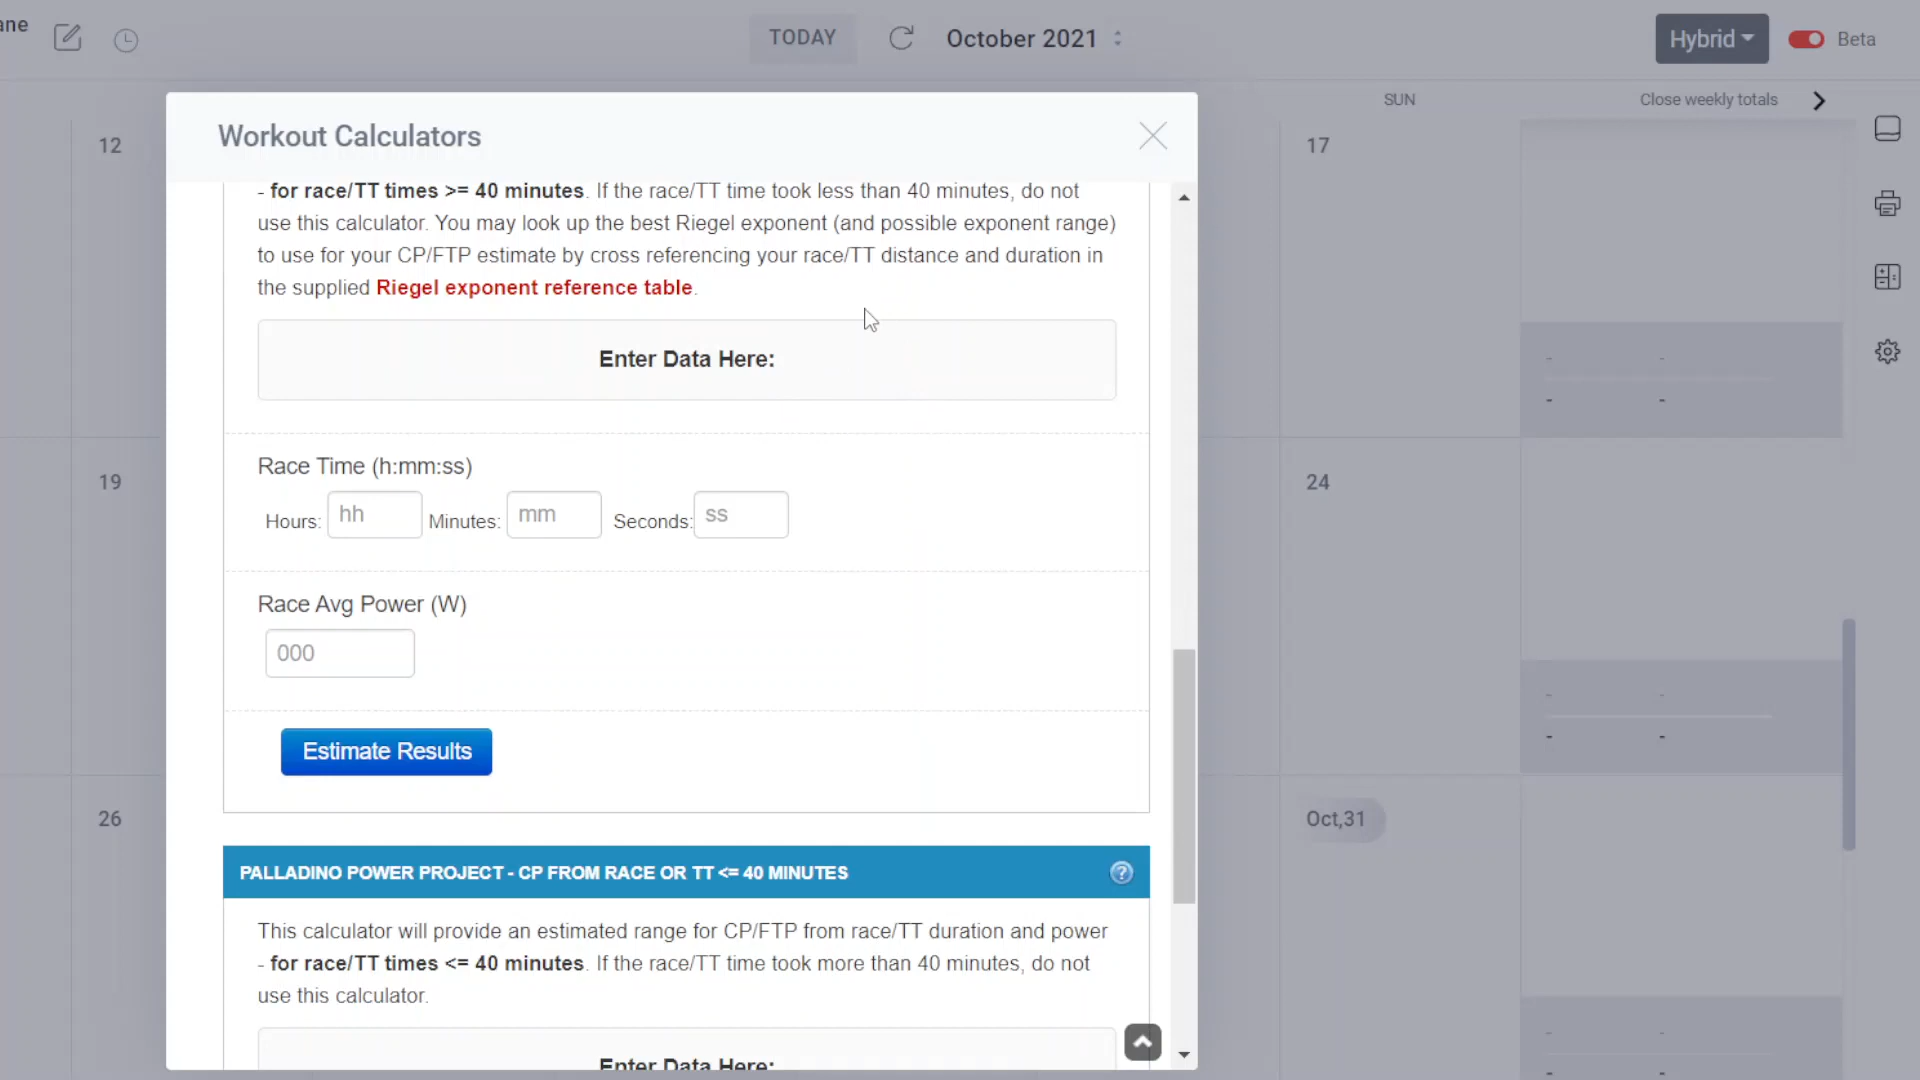 ane
TODAY
October 2021
Hybrid
Beta
SUN
Close weekly totals
12
17
Workout Calculators
- for race/TT times >= 40 minutes. If the race/TT time took less than 40 minutes, do not
use this calculator. You may look up the best Riegel exponent (and possible exponent range)
to use for your CP/FTP estimate by cross referencing your race/TT distance and duration in
the supplied Riegel exponent reference table.
Enter Data Here:
- -
- -
Race Time (h:mm:ss)
19
24
Hours: hh Minutes: mm Seconds: ss
Race Avg Power (W)
000
- -
- -
Estimate Results
26
Oct,31
PALLADINO POWER PROJECT - CP FROM RACE OR TT <= 40 MINUTES
?
This calculator will provide an estimated range for CP/FTP from race/TT duration and power
- for race/TT times <= 40 minutes. If the race/TT time took more than 40 minutes, do not
use this calculator.
Enter Data Here:
- -
- -